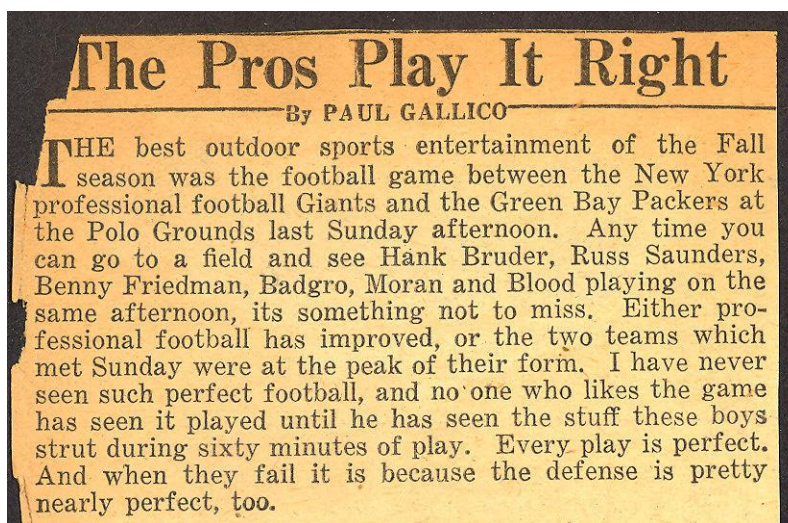 The Pros Play It Right
By PAUL GALLICO
THE best outdoor sports entertainment of the Fall
season was the football game between the New York
professional football Giants and the Green Bay Packers at
the Polo Grounds last Sunday afternoon. Any time you
can go to a field and see Hank Bruder, Russ Saunders,
Benny Friedman, Badgro, Moran and Blood playing on the
same afternoon, its something not to miss. Either pro-
fessional football has improved, or the two teams which
met Sunday were at the peak of their form. I have never
seen such perfect football, and no one who likes the game
has seen it played until he has seen the stuff these boys
strut during sixty minutes of play. Every play is perfect.
And when they fail it is because the defense is pretty
nearly perfect, too.